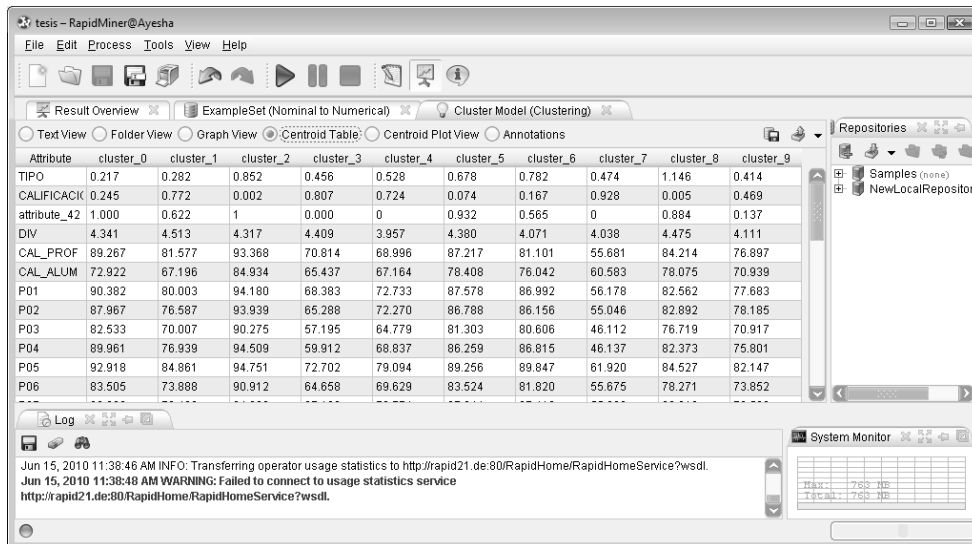 tesis – RapidMiner@Ayesha
File Edit Process Tools View Help
Result Overview ExampleSet (Nominal to Numerical) Cluster Model (Clustering)
Text View Folder View Graph View Centroid Table Centroid Plot View Annotations
Attribute cluster_0 cluster_1 cluster_2 cluster_3 cluster_4 cluster_5 cluster_6 cluster_7 cluster_8 cluster_9
TIPO 0.217 0.282 0.852 0.456 0.528 0.678 0.782 0.474 1.146 0.414
CALIFICACI 0.245 0.772 0.002 0.807 0.724 0.074 0.167 0.928 0.005 0.469
attribute_42 1.000 0.622 1 0.000 0 0.932 0.565 0 0.884 0.137
DIV 4.341 4.513 4.317 4.409 3.957 4.380 4.071 4.038 4.475 4.111
CAL_PROF 89.267 81.577 93.368 70.814 68.996 87.217 81.101 55.681 84.214 76.897
CAL_ALUM 72.922 67.196 84.934 65.437 67.164 78.408 76.042 60.583 78.075 70.939
P01 90.382 80.003 94.180 68.383 72.733 87.578 86.992 56.178 82.562 77.683
P02 87.967 76.587 93.939 65.288 72.270 86.788 86.156 55.046 82.892 78.185
P03 82.533 70.007 90.275 57.195 64.779 81.303 80.606 46.112 76.719 70.917
P04 89.961 76.939 94.509 59.912 68.837 86.259 86.815 46.137 82.373 75.801
P05 92.918 84.861 94.751 72.702 79.094 89.256 89.847 61.920 84.527 82.147
P06 83.505 73.888 90.912 64.658 69.629 83.524 81.820 55.675 78.271 73.852
Repositories
Samples (none)
NewLocalRepositor
Log
Jun 15, 2010 11:38:46 AM INFO: Transferring operator usage statistics to http://rapid21.de:80/RapidHome/RapidHomeService?wsdl.
Jun 15, 2010 11:38:48 AM WARNING: Failed to connect to usage statistics service
http://rapid21.de:80/RapidHome/RapidHomeService?wsdl.
System Monitor
Max: 763 MB
Total: 763 MB